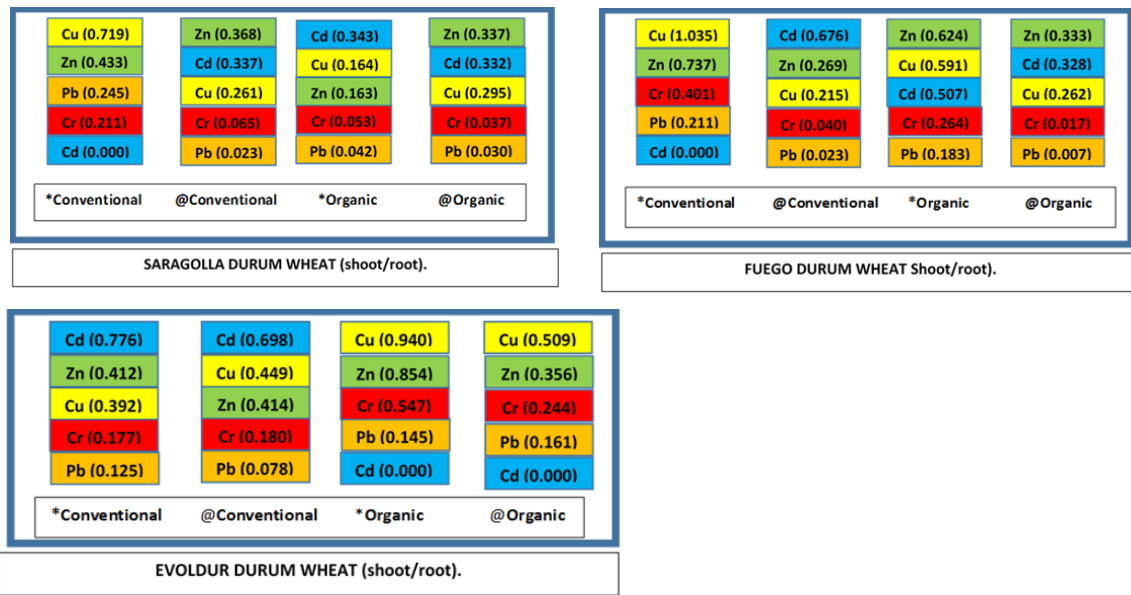 Cu (0.719) Zn (0.368) Cd (0.343) Zn (0.337)
Zn (0.433) Cd (0.337) Cu (0.164) Cd (0.332)
Pb (0.245) Cu (0.261) Zn (0.163) Cu (0.295)
Cr (0.211) Cr (0.065) Cr (0.053) Cr (0.037)
Cd (0.000) Pb (0.023) Pb (0.042) Pb (0.030)
*Conventional @Conventional *Organic @Organic
SARAGOLLA DURUM WHEAT (shoot/root).
Cu (1.035) Cd (0.676) Zn (0.624) Zn (0.333)
Zn (0.737) Zn (0.269) Cu (0.591) Cd (0.328)
Cr (0.401) Cu (0.215) Cd (0.507) Cu (0.262)
Pb (0.211) Cr (0.040) Cr (0.264) Cr (0.017)
Cd (0.000) Pb (0.023) Pb (0.183) Pb (0.007)
*Conventional @Conventional *Organic @Organic
FUEGO DURUM WHEAT Shoot/root).
Cd (0.776) Cd (0.698) Cu (0.940) Cu (0.509)
Zn (0.412) Cu (0.449) Zn (0.854) Zn (0.356)
Cu (0.392) Zn (0.414) Cr (0.547) Cr (0.244)
Cr (0.177) Cr (0.180) Pb (0.145) Pb (0.161)
Pb (0.125) Pb (0.078) Cd (0.000) Cd (0.000)
*Conventional @Conventional *Organic @Organic
EVOLDUR DURUM WHEAT (shoot/root).